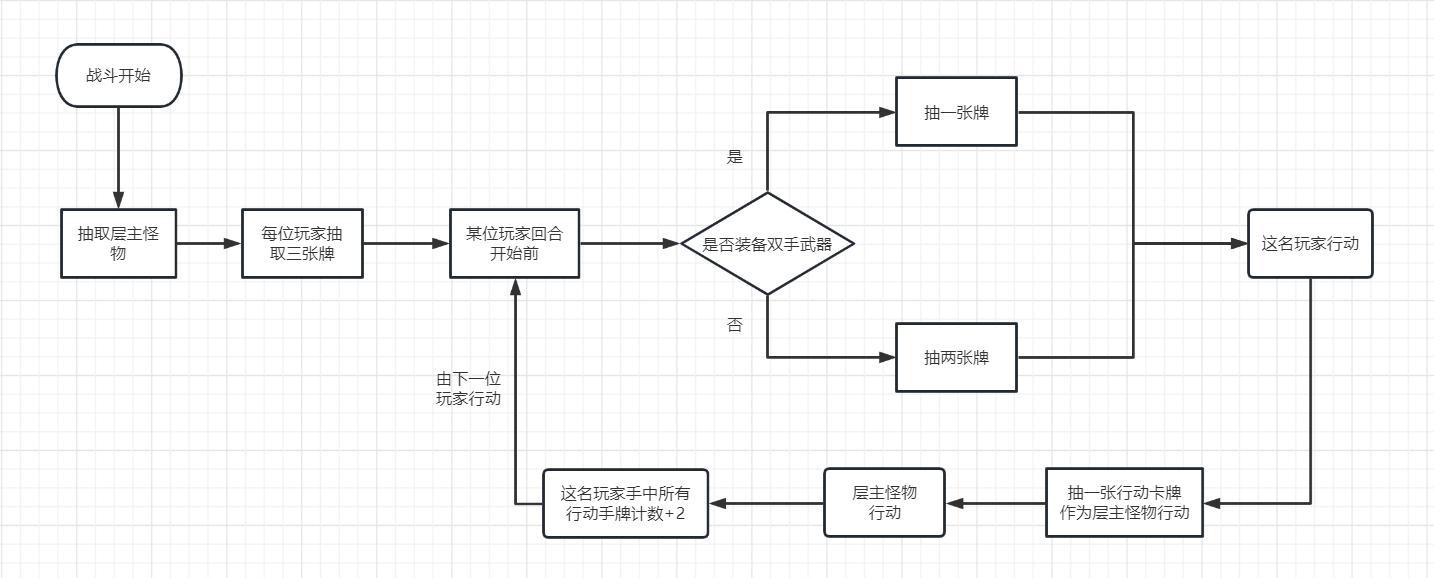 战斗开始
抽取层主怪
物
每位玩家抽
取三张牌
某位玩家回合
开始前
是否装备双手武器
是
抽一张牌
否
抽两张牌
这名玩家行动
抽一张行动卡牌
作为层主怪物行动
层主怪物
行动
这名玩家手中所有
行动手牌计数+2
由下一位
玩家行动